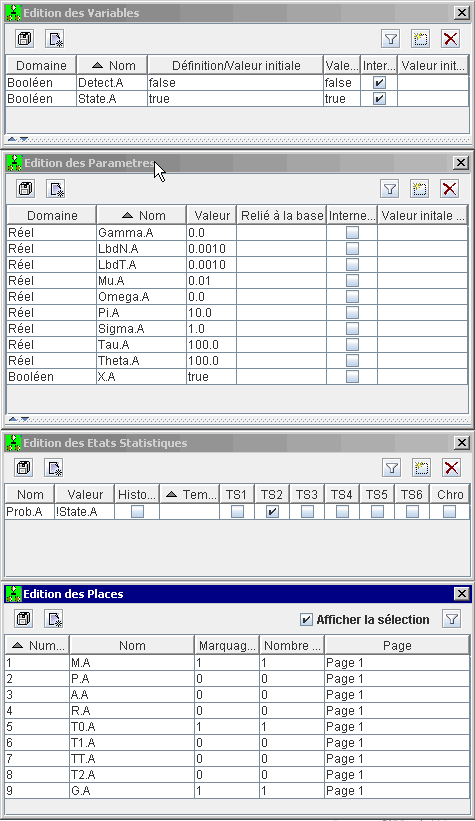 Edition des Variables
Domaine Nom Définition/Valeur initiale Vale... Inter... Valeur init...
Booléen Detect.A false false
Booléen State.A true true
Edition des Parametres
Domaine Nom Valeur Relié à la base Interne... Valeur initale ...
Réel Gamma.A 0.0
Réel LbdN.A 0.0010
Réel LbdT.A 0.0010
Réel Mu.A 0.01
Réel Omega.A 0.0
Réel Pi.A 10.0
Réel Sigma.A 1.0
Réel Tau.A 100.0
Réel Theta.A 100.0
Booléen X.A true
Edition des Etats Statistiques
Nom Valeur Histo... Tem... TS1 TS2 TS3 TS4 TS5 TS6 Chro
Prob.A !State.A
Edition des Places
Afficher la sélection
Num... Nom Marquag... Nombre ... Page
1 M.A 1 1 Page 1
2 P.A 0 0 Page 1
3 A.A 0 0 Page 1
4 R.A 0 0 Page 1
5 T0.A 1 1 Page 1
6 T1.A 0 0 Page 1
7 TT.A 0 0 Page 1
8 T2.A 0 0 Page 1
9 G.A 1 1 Page 1